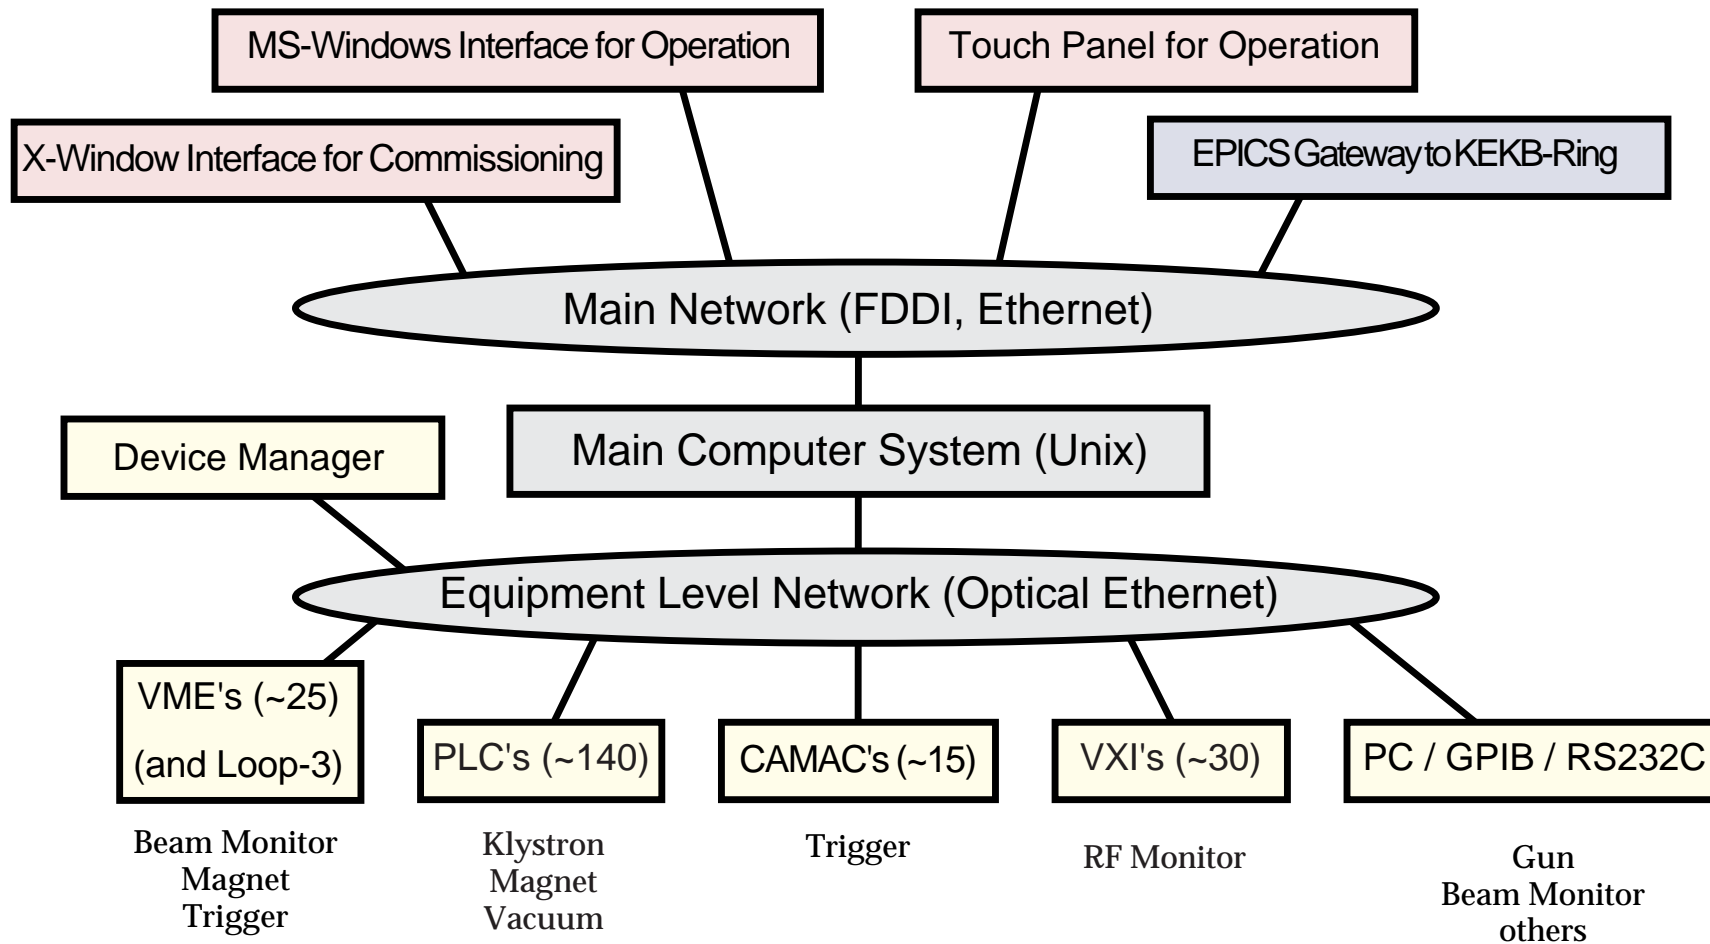 MS-Windows Interface for Operation
Touch Panel for Operation
X-Window Interface for Commissioning
EPICS Gateway to KEKB-Ring
Main Network (FDDI, Ethernet)
Main Computer System (Unix)
Device Manager
Equipment Level Network (Optical Ethernet)
VME's (~25)
(and Loop-3)
PLC's (~140)
CAMAC's (~15)
VXI's (~30)
PC / GPIB / RS232C
Beam Monitor
Magnet
Trigger
Klystron
Magnet
Vacuum
Trigger
RF Monitor
Gun
Beam Monitor
others